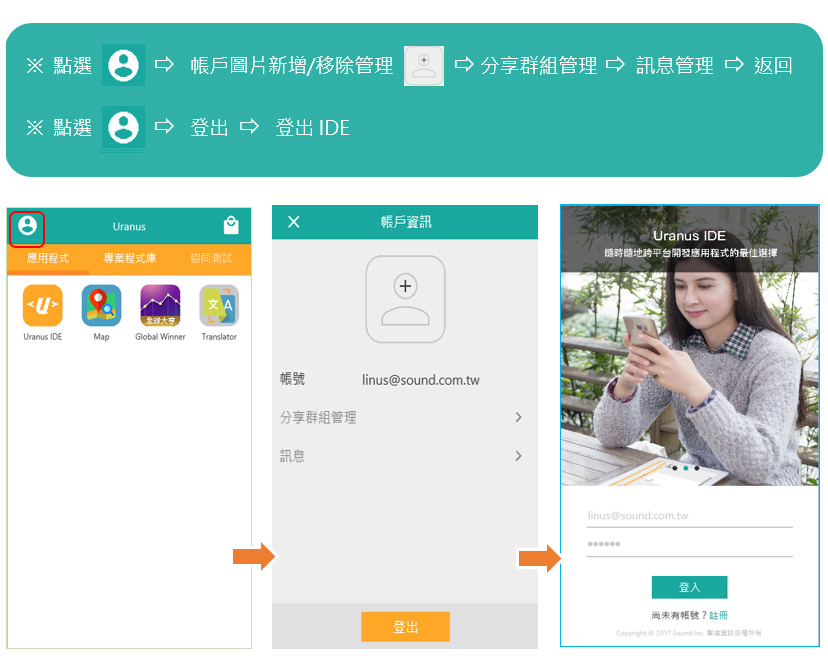 ※ 點選 ⇨ 帳戶圖片新增/移除管理 ⇨ 分享群組管理 ⇨ 訊息管理 ⇨ 返回
※ 點選 ⇨ 登出 ⇨ 登出 IDE
Uranus
應用程式 專案程式庫 協同測試
<U>
全球大亨
文 A
Uranus IDE Map Global Winner Translator
帳戶資訊
帳號 linus@sound.com.tw
分享群組管理
訊息
登出
Uranus IDE
隨時隨地跨平台開發應用程式的最佳選擇
linus@sound.com.tw
登入
尚未有帳號？註冊
Copyright © 2017 Sound Inc. 聲遠資訊版權所有